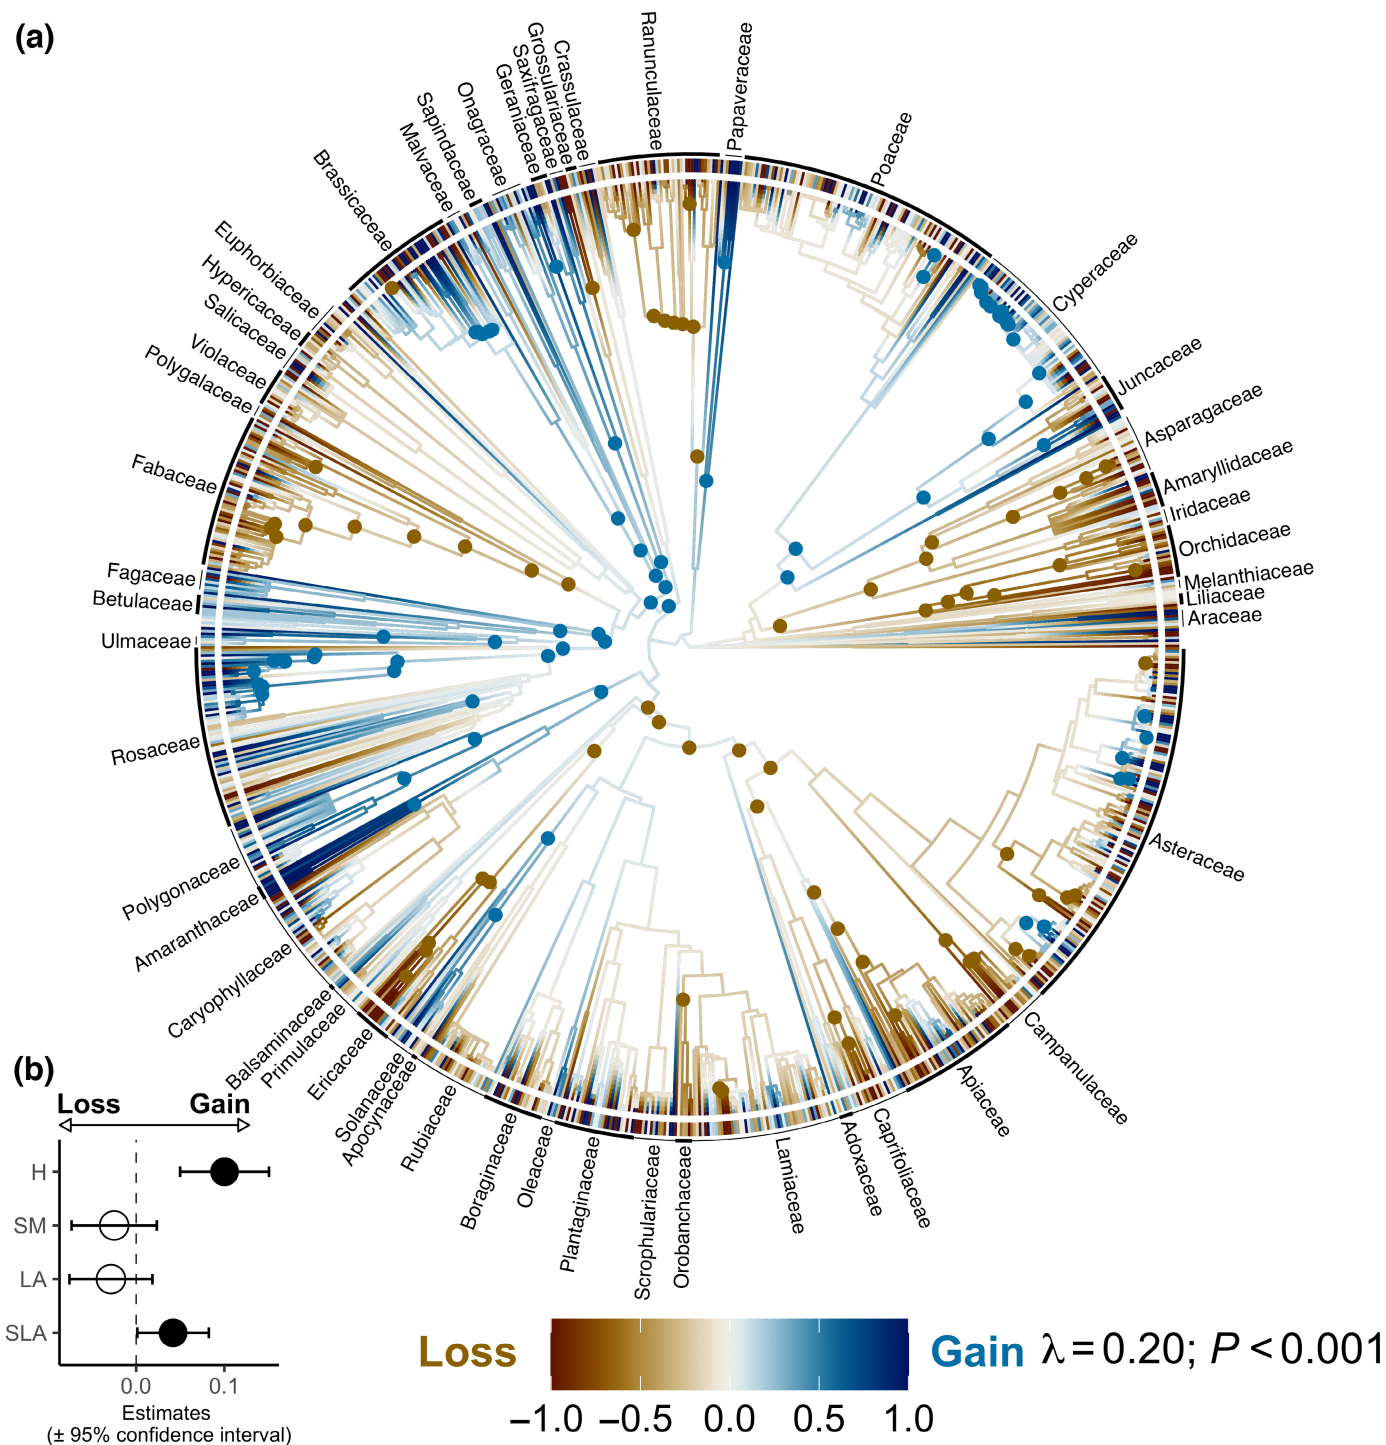 (a)
Ranunculaceae
Papaveraceae
Poaceae
Cyperaceae
Juncaceae
Asparagaceae
Amaryllidaceae
Iridaceae
Orchidaceae
Melanthiaceae
Liliaceae
Araceae
Asteraceae
Campanulaceae
Apiaceae
Caprifoliaceae
Adoxaceae
Lamiaceae
Orobanchaceae
Scrophulariaceae
Plantaginaceae
Oleaceae
Boraginaceae
Rubiaceae
Apocynaceae
Solanaceae
Ericaceae
Primulaceae
Balsaminaceae
Caryophyllaceae
Amaranthaceae
Polygonaceae
Rosaceae
Ulmaceae
Betulaceae
Fagaceae
Fabaceae
Polygalaceae
Violaceae
Salicaceae
Hypericaceae
Euphorbiaceae
Brassicaceae
Malvaceae
Sapindaceae
Onagraceae
Geraniaceae
Saxifragaceae
Grossulariaceae
Crassulaceae
(b)
Loss Gain
H
SM
LA
SLA
0.0 0.1
Estimates
(± 95% confidence interval)
Loss Gain λ = 0.20; P < 0.001
−1.0 −0.5 0.0 0.5 1.0